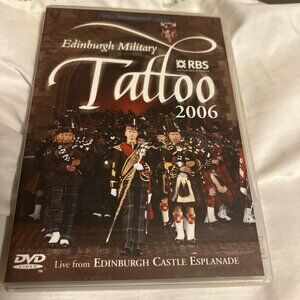 Edinburgh Military
Tattoo
RBS
2006
DVD
VIDEO
Live from EDINBURGH CASTLE ESPLANADE